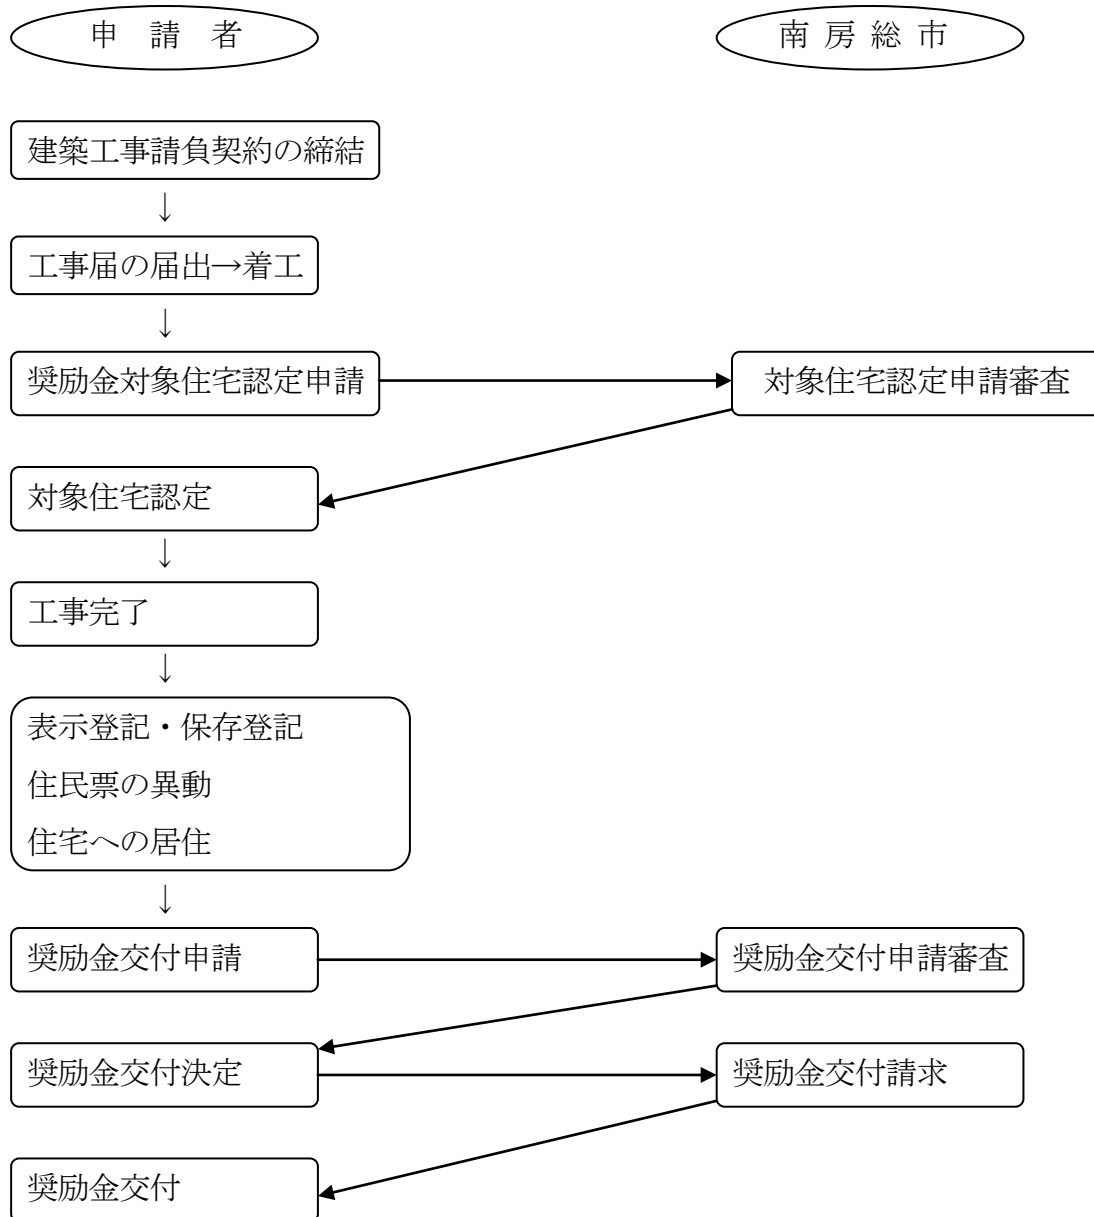 申 請 者
南 房 総 市
建築工事請負契約の締結
↓
工事届の届出→着工
↓
奨励金対象住宅認定申請
対象住宅認定申請審査
対象住宅認定
↓
工事完了
↓
表示登記・保存登記
住民票の異動
住宅への居住
↓
奨励金交付申請
奨励金交付申請審査
奨励金交付決定
奨励金交付請求
奨励金交付